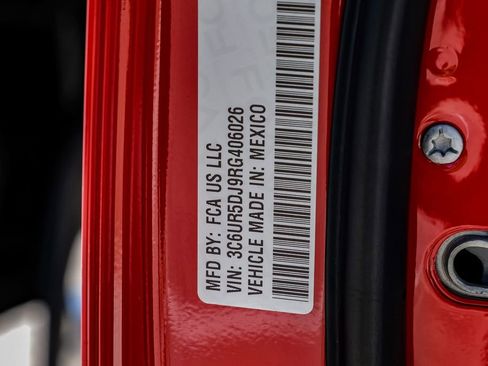 MFD BY: FCA US LLC
VIN: 3C6UR5DJ9RG406026
VEHICLE MADE IN: MEXICO